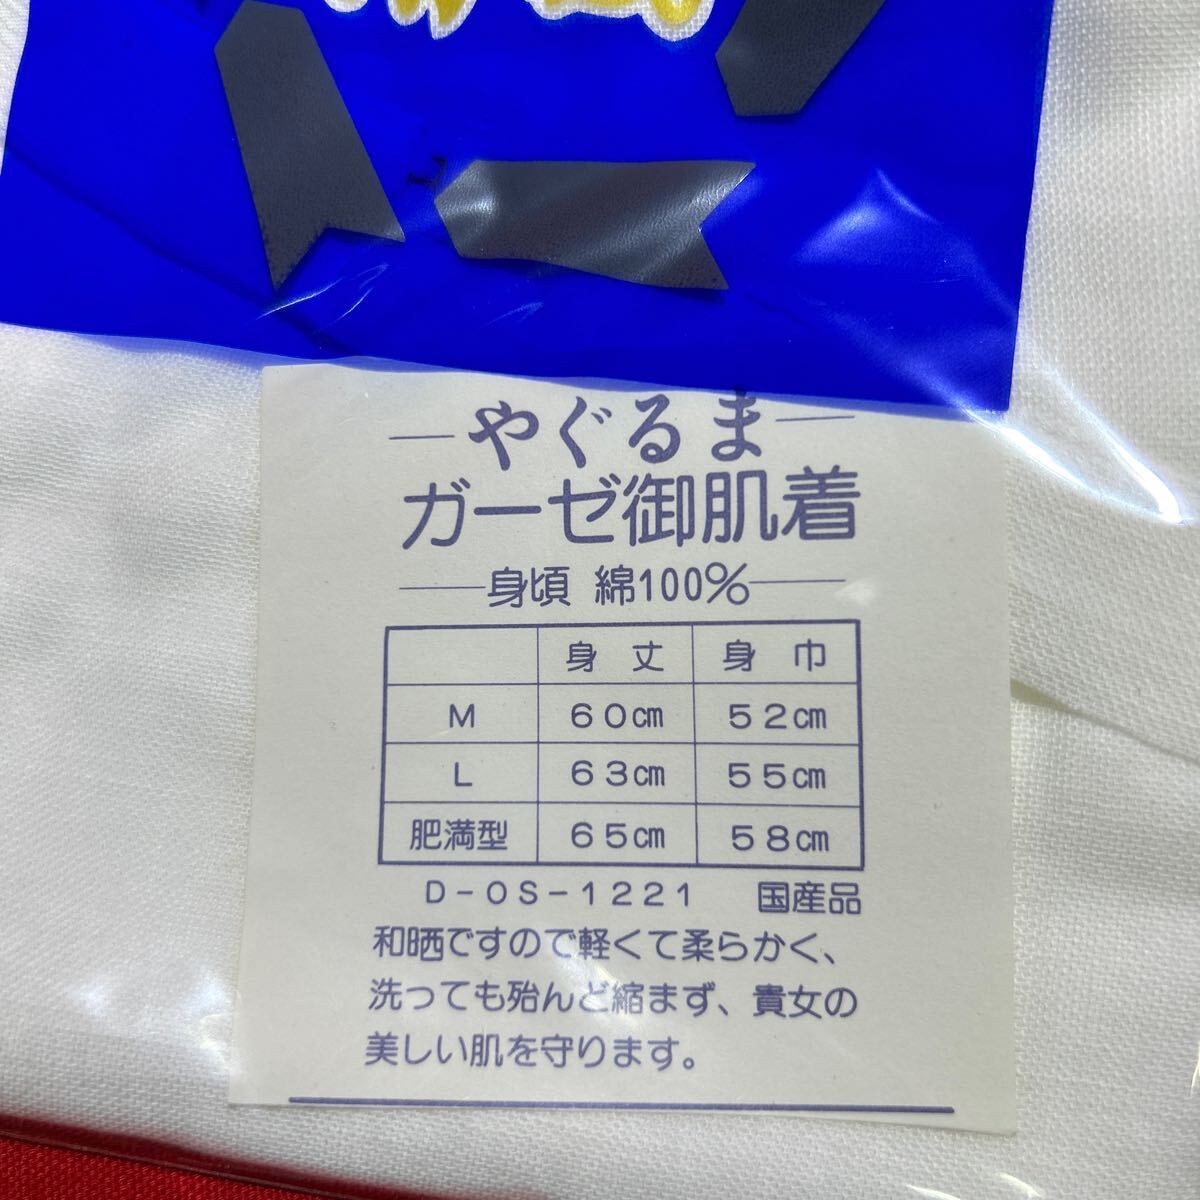 やぐるま
ガーゼ御肌着
身頃 綿100%
身丈 身巾
M 60cm 52cm
L 63cm 55cm
肥満型 65cm 58cm
D-OS-1221 国産品
和晒ですので軽くて柔らかく、
洗っても殆んど縮まず、貴女の
美しい肌を守ります。